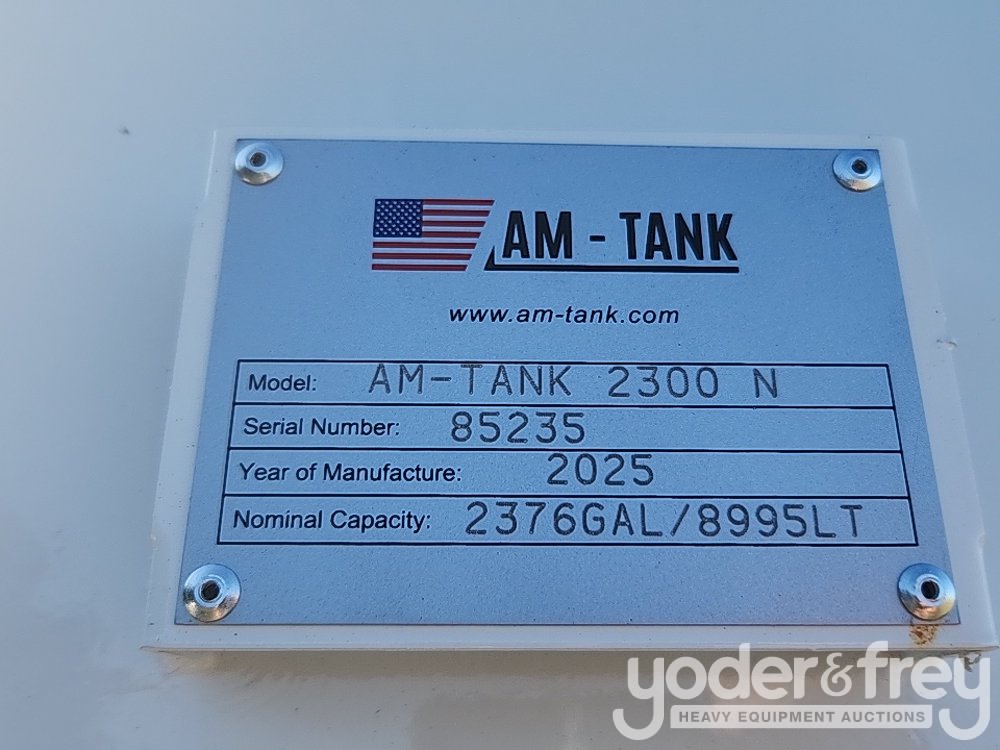 AM - TANK
www.am-tank.com
Model: AM-TANK 2300 N
Serial Number: 85235
Year of Manufacture: 2025
Nominal Capacity: 2376GAL/8995LT
yoder&frey
HEAVY EQUIPMENT AUCTIONS